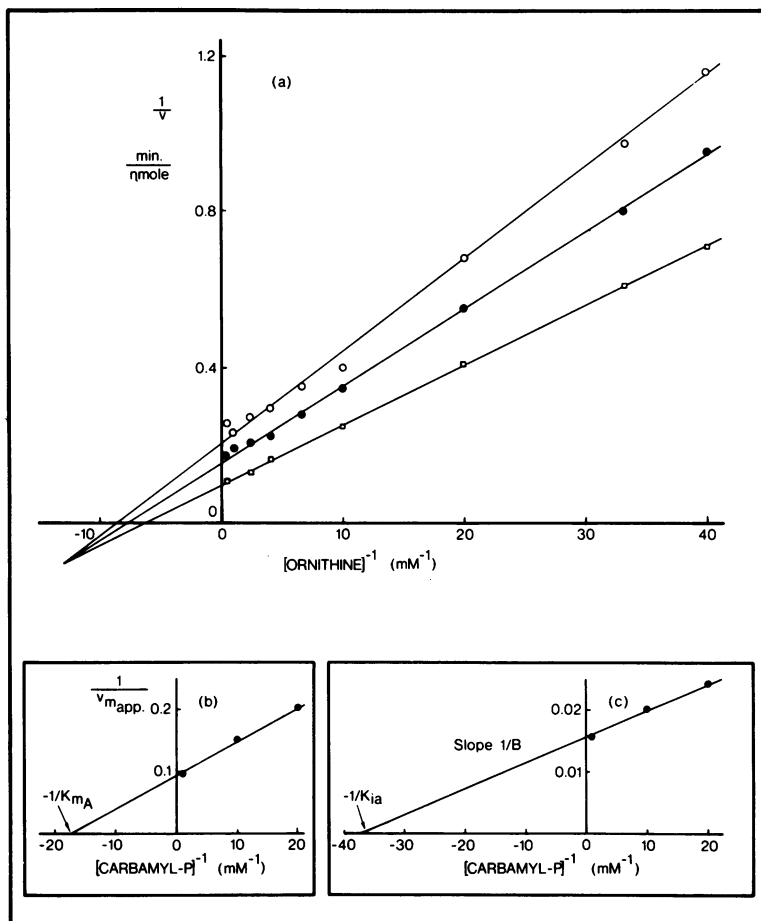 1.2
(a)
1
v
min.
ηmole
0.8
0.4
0
-10 0 10 20 30 40
[ORNITHINE]⁻¹ (mM⁻¹)
1
Vm app.
(b)
0.2
0.1
-1/KmA
-20 -10 0 10 20
[CARBAMYL-P]⁻¹ (mM⁻¹)
(c)
0.02
Slope 1/B
0.01
-1/Kia
-40 -30 -20 -10 0 10 20
[CARBAMYL-P]⁻¹ (mM⁻¹)